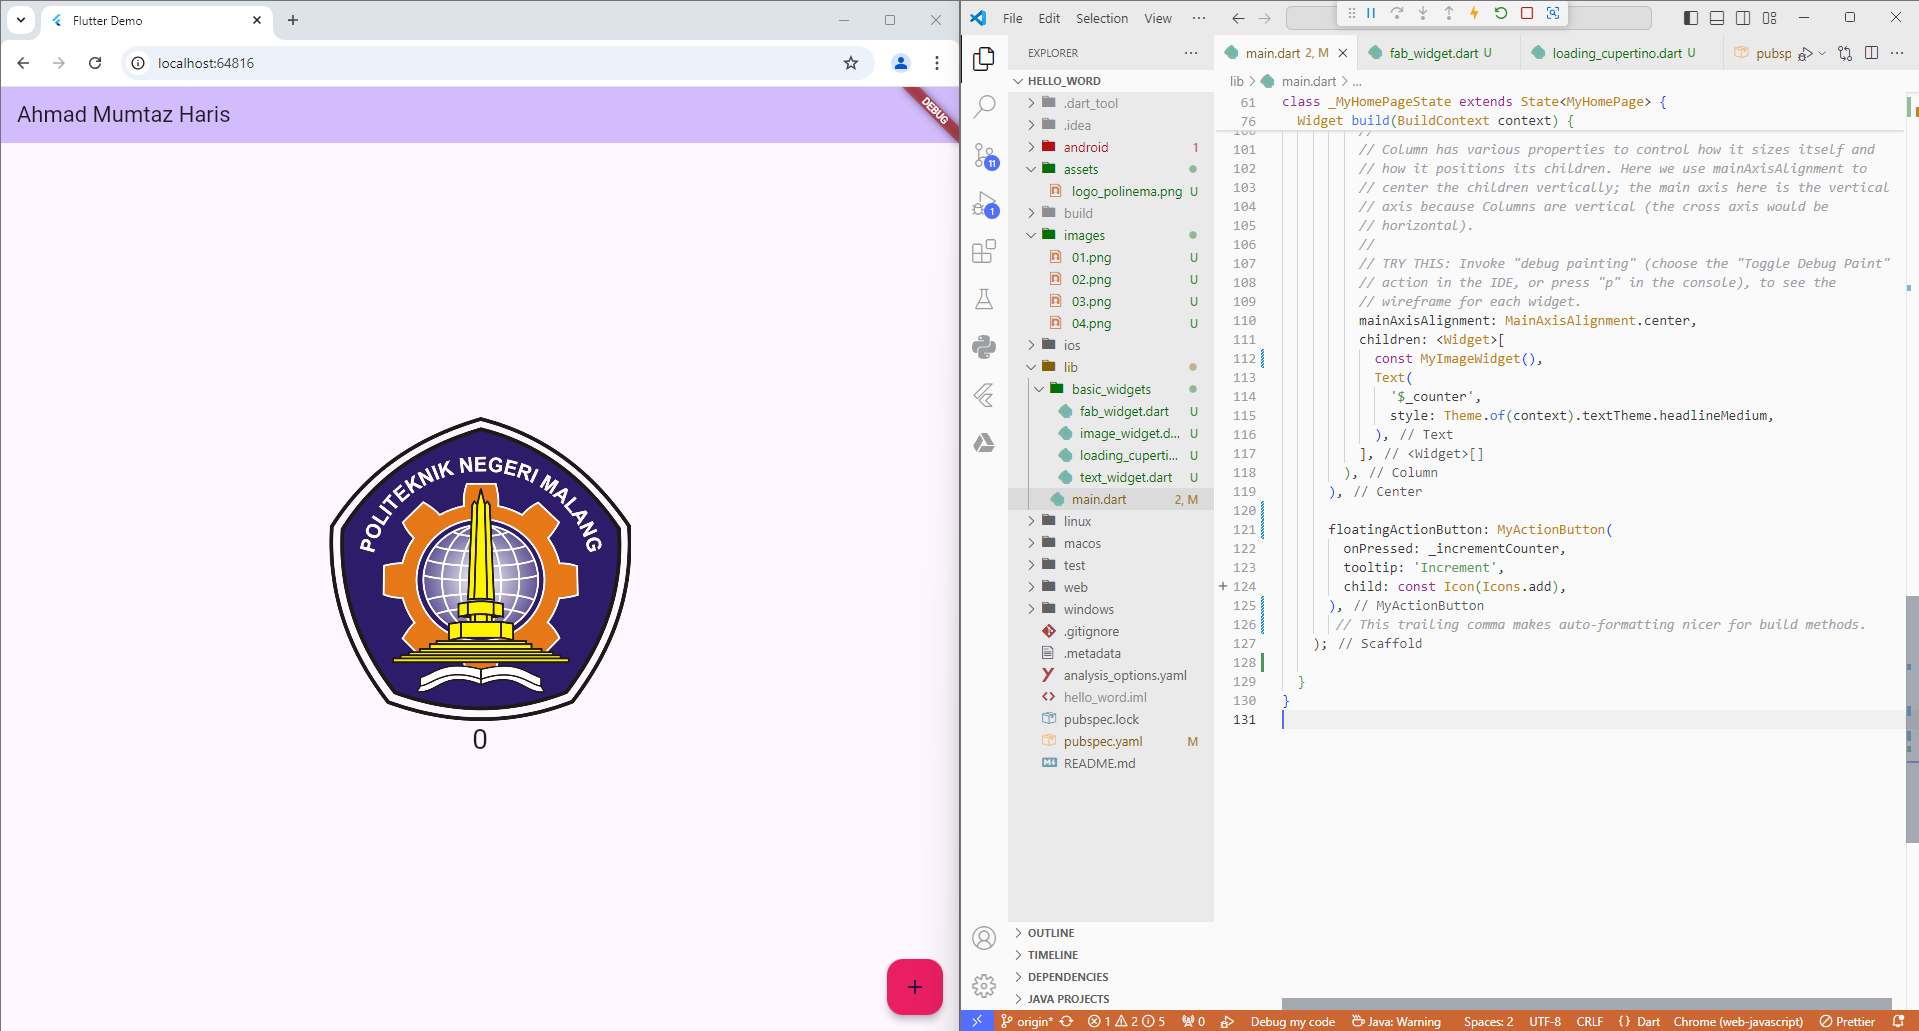 Flutter Demo
localhost:64816
Ahmad Mumtaz Haris
DEBUG
POLITEKNIK NEGERI MALANG
0
+
File Edit Selection View ...
EXPLORER ...
HELLO_WORD
.dart_tool
.idea
android 1
assets
logo_polinema.png U
build
images
01.png U
02.png U
03.png U
04.png U
ios
lib
basic_widgets
fab_widget.dart U
image_widget.d... U
loading_cuperti... U
text_widget.dart U
main.dart 2, M
linux
macos
test
web
windows
.gitignore
.metadata
analysis_options.yaml
hello_word.iml
pubspec.lock
pubspec.yaml M
README.md
OUTLINE
TIMELINE
DEPENDENCIES
JAVA PROJECTS
11
1
main.dart 2, M fab_widget.dart U loading_cupertino.dart U pubsp
lib > main.dart > ...
61 class _MyHomePageState extends State<MyHomePage> {
76 Widget build(BuildContext context) {
100 //
101 // Column has various properties to control how it sizes itself and
102 // how it positions its children. Here we use mainAxisAlignment to
103 // center the children vertically; the main axis here is the vertical
104 // axis because Columns are vertical (the cross axis would be
105 // horizontal).
106 //
107 // TRY THIS: Invoke "debug painting" (choose the "Toggle Debug Paint"
108 // action in the IDE, or press "p" in the console), to see the
109 // wireframe for each widget.
110 mainAxisAlignment: MainAxisAlignment.center,
111 children: <Widget>[
112 const MyImageWidget(),
113 Text(
114 '$_counter',
115 style: Theme.of(context).textTheme.headlineMedium,
116 ), // Text
117 ], // <Widget>[]
118 ), // Column
119 ), // Center
120
121 floatingActionButton: MyActionButton(
122 onPressed: _incrementCounter,
123 tooltip: 'Increment',
124 child: const Icon(Icons.add),
125 ), // MyActionButton
126 // This trailing comma makes auto-formatting nicer for build methods.
127 ); // Scaffold
128
129 }
130 }
131
origin* 1 2 5 0 Debug my code Java: Warning Spaces: 2 UTF-8 CRLF {} Dart Chrome (web-javascript) Prettier